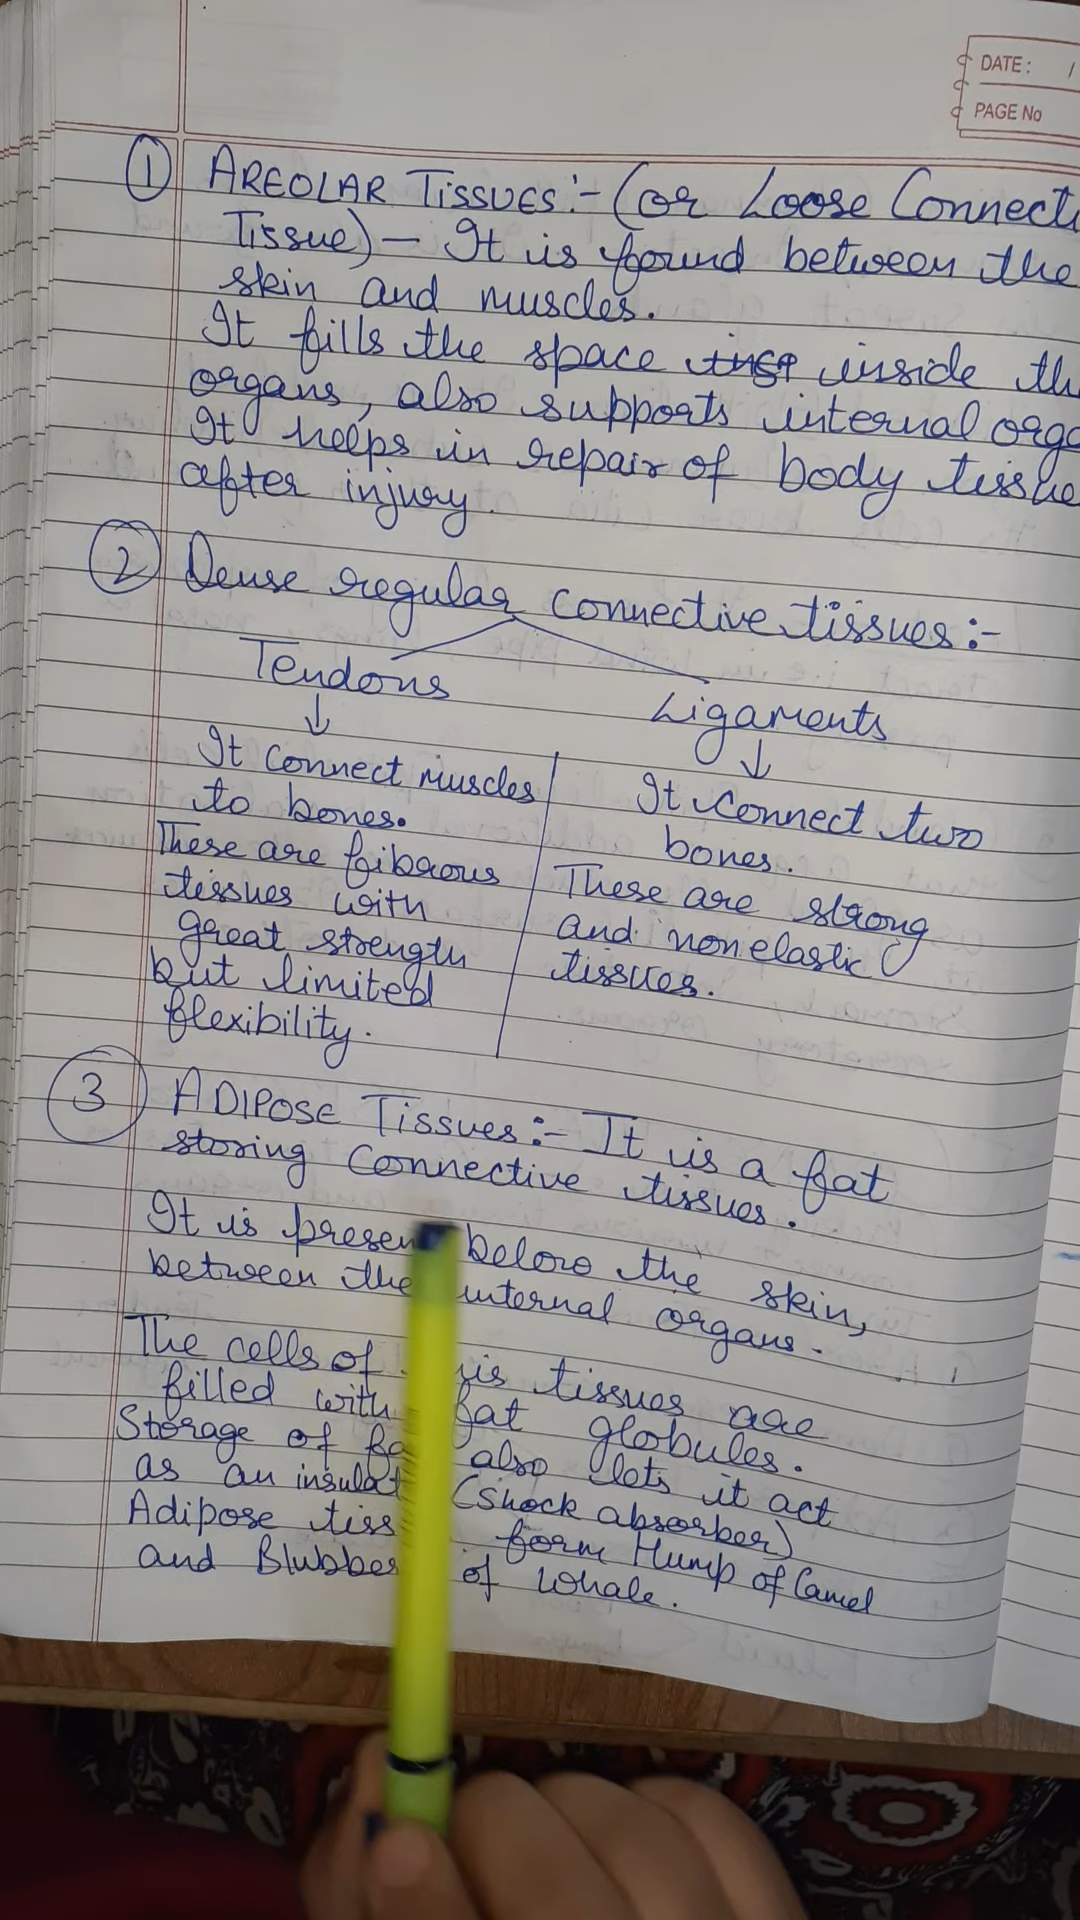 DATE: /
PAGE No
① AREOLAR TISSUES:- (or Loose Connecti
Tissue) - It is found between the
skin and muscles.
It fills the space inside th
organs, also supports internal orga
It helps in repair of body tissue
after injury.
② Dense regular connective tissues:-
Tendons
Ligaments
↓
↓
It connect muscles
to bones.
These are fibrous
tissues with
great strength
but limited
flexibility.
It connect two
bones.
These are strong
and nonelastic
tissues.
③ ADIPOSE TISSUES:- It is a fat
storing connective tissues.
It is presen below the skin,
between the internal organs.
The cells of is tissues are
filled with fat globules.
Storage of fa also lets it act
as an insulat (shock absorber)
Adipose tiss form Hump of Camel
and Blubber of whale.